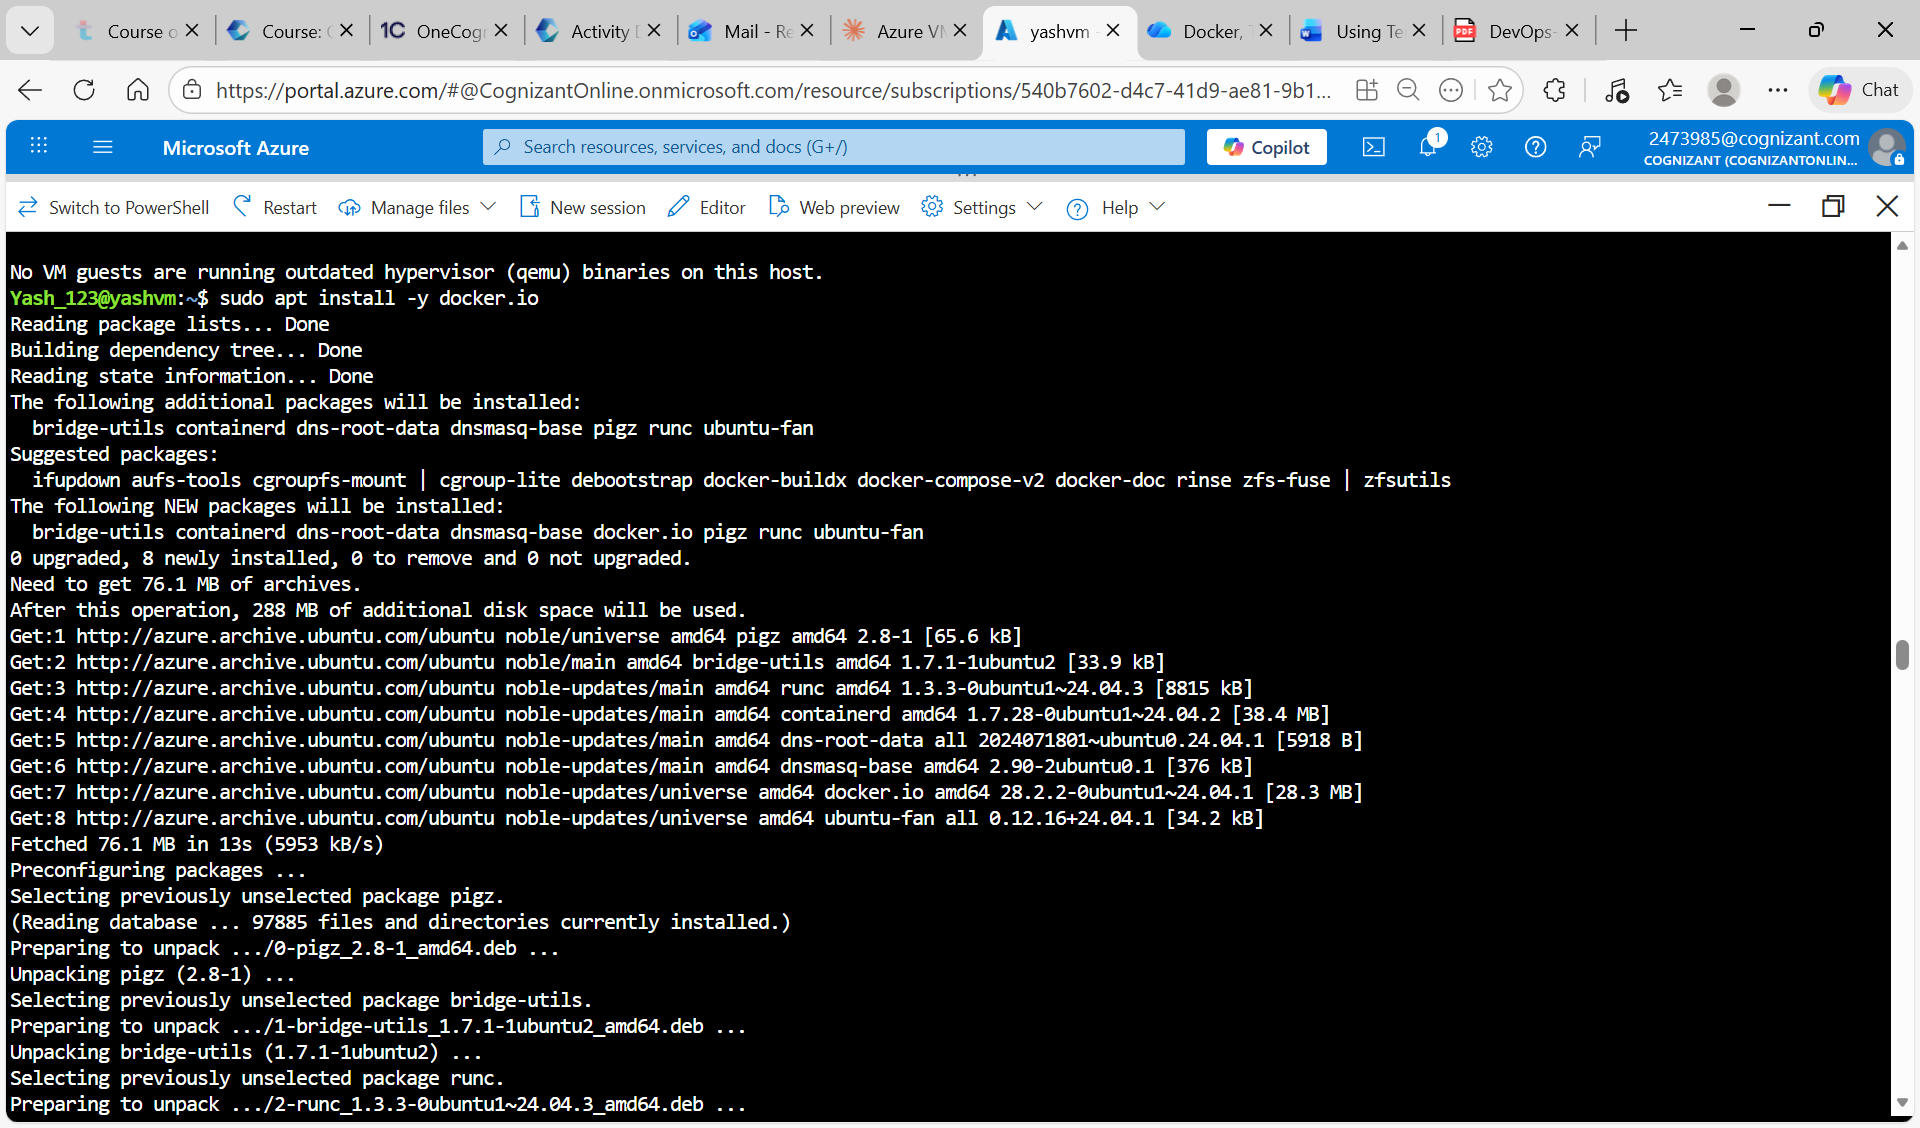 Course o
Course: (
1C OneCogr
Activity D
Mail - Re
Azure VM
yashvm -
Docker, T
Using Te
PDF DevOps-
https://portal.azure.com/#@CognizantOnline.onmicrosoft.com/resource/subscriptions/540b7602-d4c7-41d9-ae81-9b1...
Chat
Microsoft Azure
Search resources, services, and docs (G+/)
Copilot
1
2473985@cognizant.com
COGNIZANT (COGNIZANTONLIN...
Switch to PowerShell
Restart
Manage files
New session
Editor
Web preview
Settings
Help
No VM guests are running outdated hypervisor (qemu) binaries on this host.
Yash_123@yashvm:~$ sudo apt install -y docker.io
Reading package lists... Done
Building dependency tree... Done
Reading state information... Done
The following additional packages will be installed:
  bridge-utils containerd dns-root-data dnsmasq-base pigz runc ubuntu-fan
Suggested packages:
  ifupdown aufs-tools cgroupfs-mount | cgroup-lite debootstrap docker-buildx docker-compose-v2 docker-doc rinse zfs-fuse | zfsutils
The following NEW packages will be installed:
  bridge-utils containerd dns-root-data dnsmasq-base docker.io pigz runc ubuntu-fan
0 upgraded, 8 newly installed, 0 to remove and 0 not upgraded.
Need to get 76.1 MB of archives.
After this operation, 288 MB of additional disk space will be used.
Get:1 http://azure.archive.ubuntu.com/ubuntu noble/universe amd64 pigz amd64 2.8-1 [65.6 kB]
Get:2 http://azure.archive.ubuntu.com/ubuntu noble/main amd64 bridge-utils amd64 1.7.1-1ubuntu2 [33.9 kB]
Get:3 http://azure.archive.ubuntu.com/ubuntu noble-updates/main amd64 runc amd64 1.3.3-0ubuntu1~24.04.3 [8815 kB]
Get:4 http://azure.archive.ubuntu.com/ubuntu noble-updates/main amd64 containerd amd64 1.7.28-0ubuntu1~24.04.2 [38.4 MB]
Get:5 http://azure.archive.ubuntu.com/ubuntu noble-updates/main amd64 dns-root-data all 2024071801~ubuntu0.24.04.1 [5918 B]
Get:6 http://azure.archive.ubuntu.com/ubuntu noble-updates/main amd64 dnsmasq-base amd64 2.90-2ubuntu0.1 [376 kB]
Get:7 http://azure.archive.ubuntu.com/ubuntu noble-updates/universe amd64 docker.io amd64 28.2.2-0ubuntu1~24.04.1 [28.3 MB]
Get:8 http://azure.archive.ubuntu.com/ubuntu noble-updates/universe amd64 ubuntu-fan all 0.12.16+24.04.1 [34.2 kB]
Fetched 76.1 MB in 13s (5953 kB/s)
Preconfiguring packages ...
Selecting previously unselected package pigz.
(Reading database ... 97885 files and directories currently installed.)
Preparing to unpack .../0-pigz_2.8-1_amd64.deb ...
Unpacking pigz (2.8-1) ...
Selecting previously unselected package bridge-utils.
Preparing to unpack .../1-bridge-utils_1.7.1-1ubuntu2_amd64.deb ...
Unpacking bridge-utils (1.7.1-1ubuntu2) ...
Selecting previously unselected package runc.
Preparing to unpack .../2-runc_1.3.3-0ubuntu1~24.04.3_amd64.deb ...